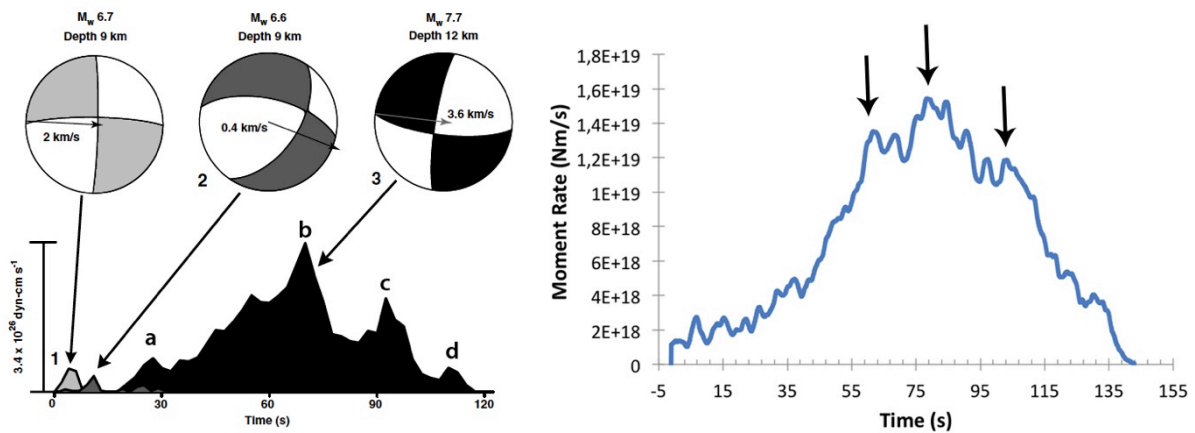 Mw 6.7
Depth 9 km
Mw 6.6
Depth 9 km
Mw 7.7
Depth 12 km
2 km/s
0.4 km/s
3.6 km/s
2
3
3.4 x 10²⁶ dyn-cm s⁻¹
1
a
b
c
d
0 30 60 90 120
Time (s)
Moment Rate (Nm/s)
1,8E+19
1,6E+19
1,4E+19
1,2E+19
1E+19
8E+18
6E+18
4E+18
2E+18
0
-5 15 35 55 75 95 115 135 155
Time (s)